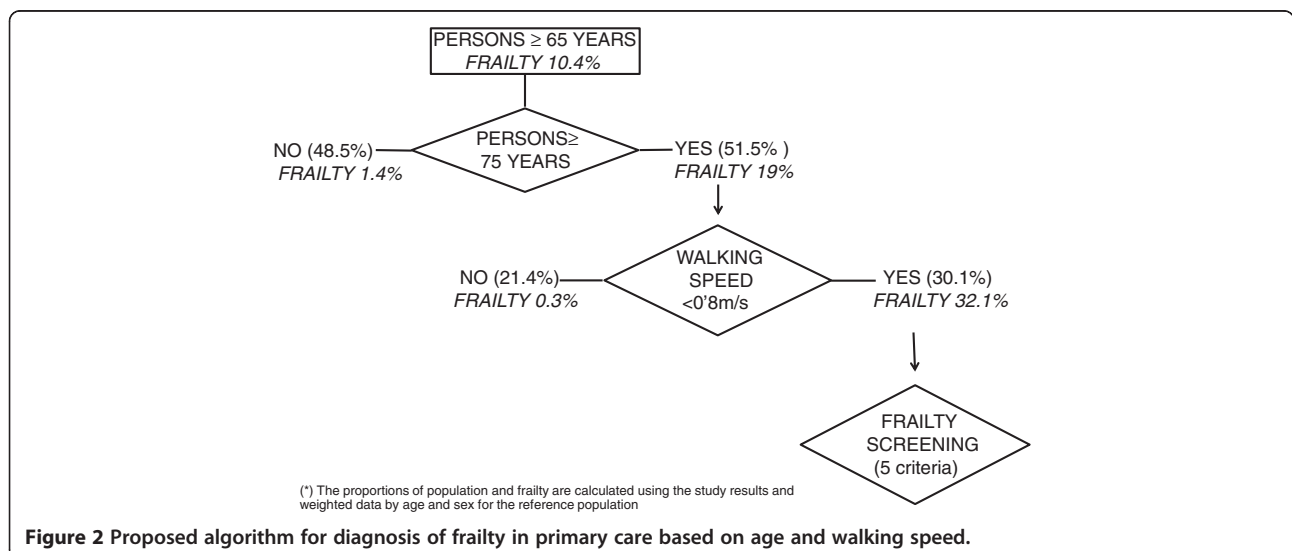 PERSONS ≥ 65 YEARS
FRAILTY 10.4%
PERSONS≥
75 YEARS
NO (48.5%)
FRAILTY 1.4%
YES (51.5% )
FRAILTY 19%
WALKING
SPEED
<0'8m/s
NO (21.4%)
FRAILTY 0.3%
YES (30.1%)
FRAILTY 32.1%
FRAILTY
SCREENING
(5 criteria)
(*) The proportions of population and frailty are calculated using the study results and
weighted data by age and sex for the reference population
Figure 2 Proposed algorithm for diagnosis of frailty in primary care based on age and walking speed.